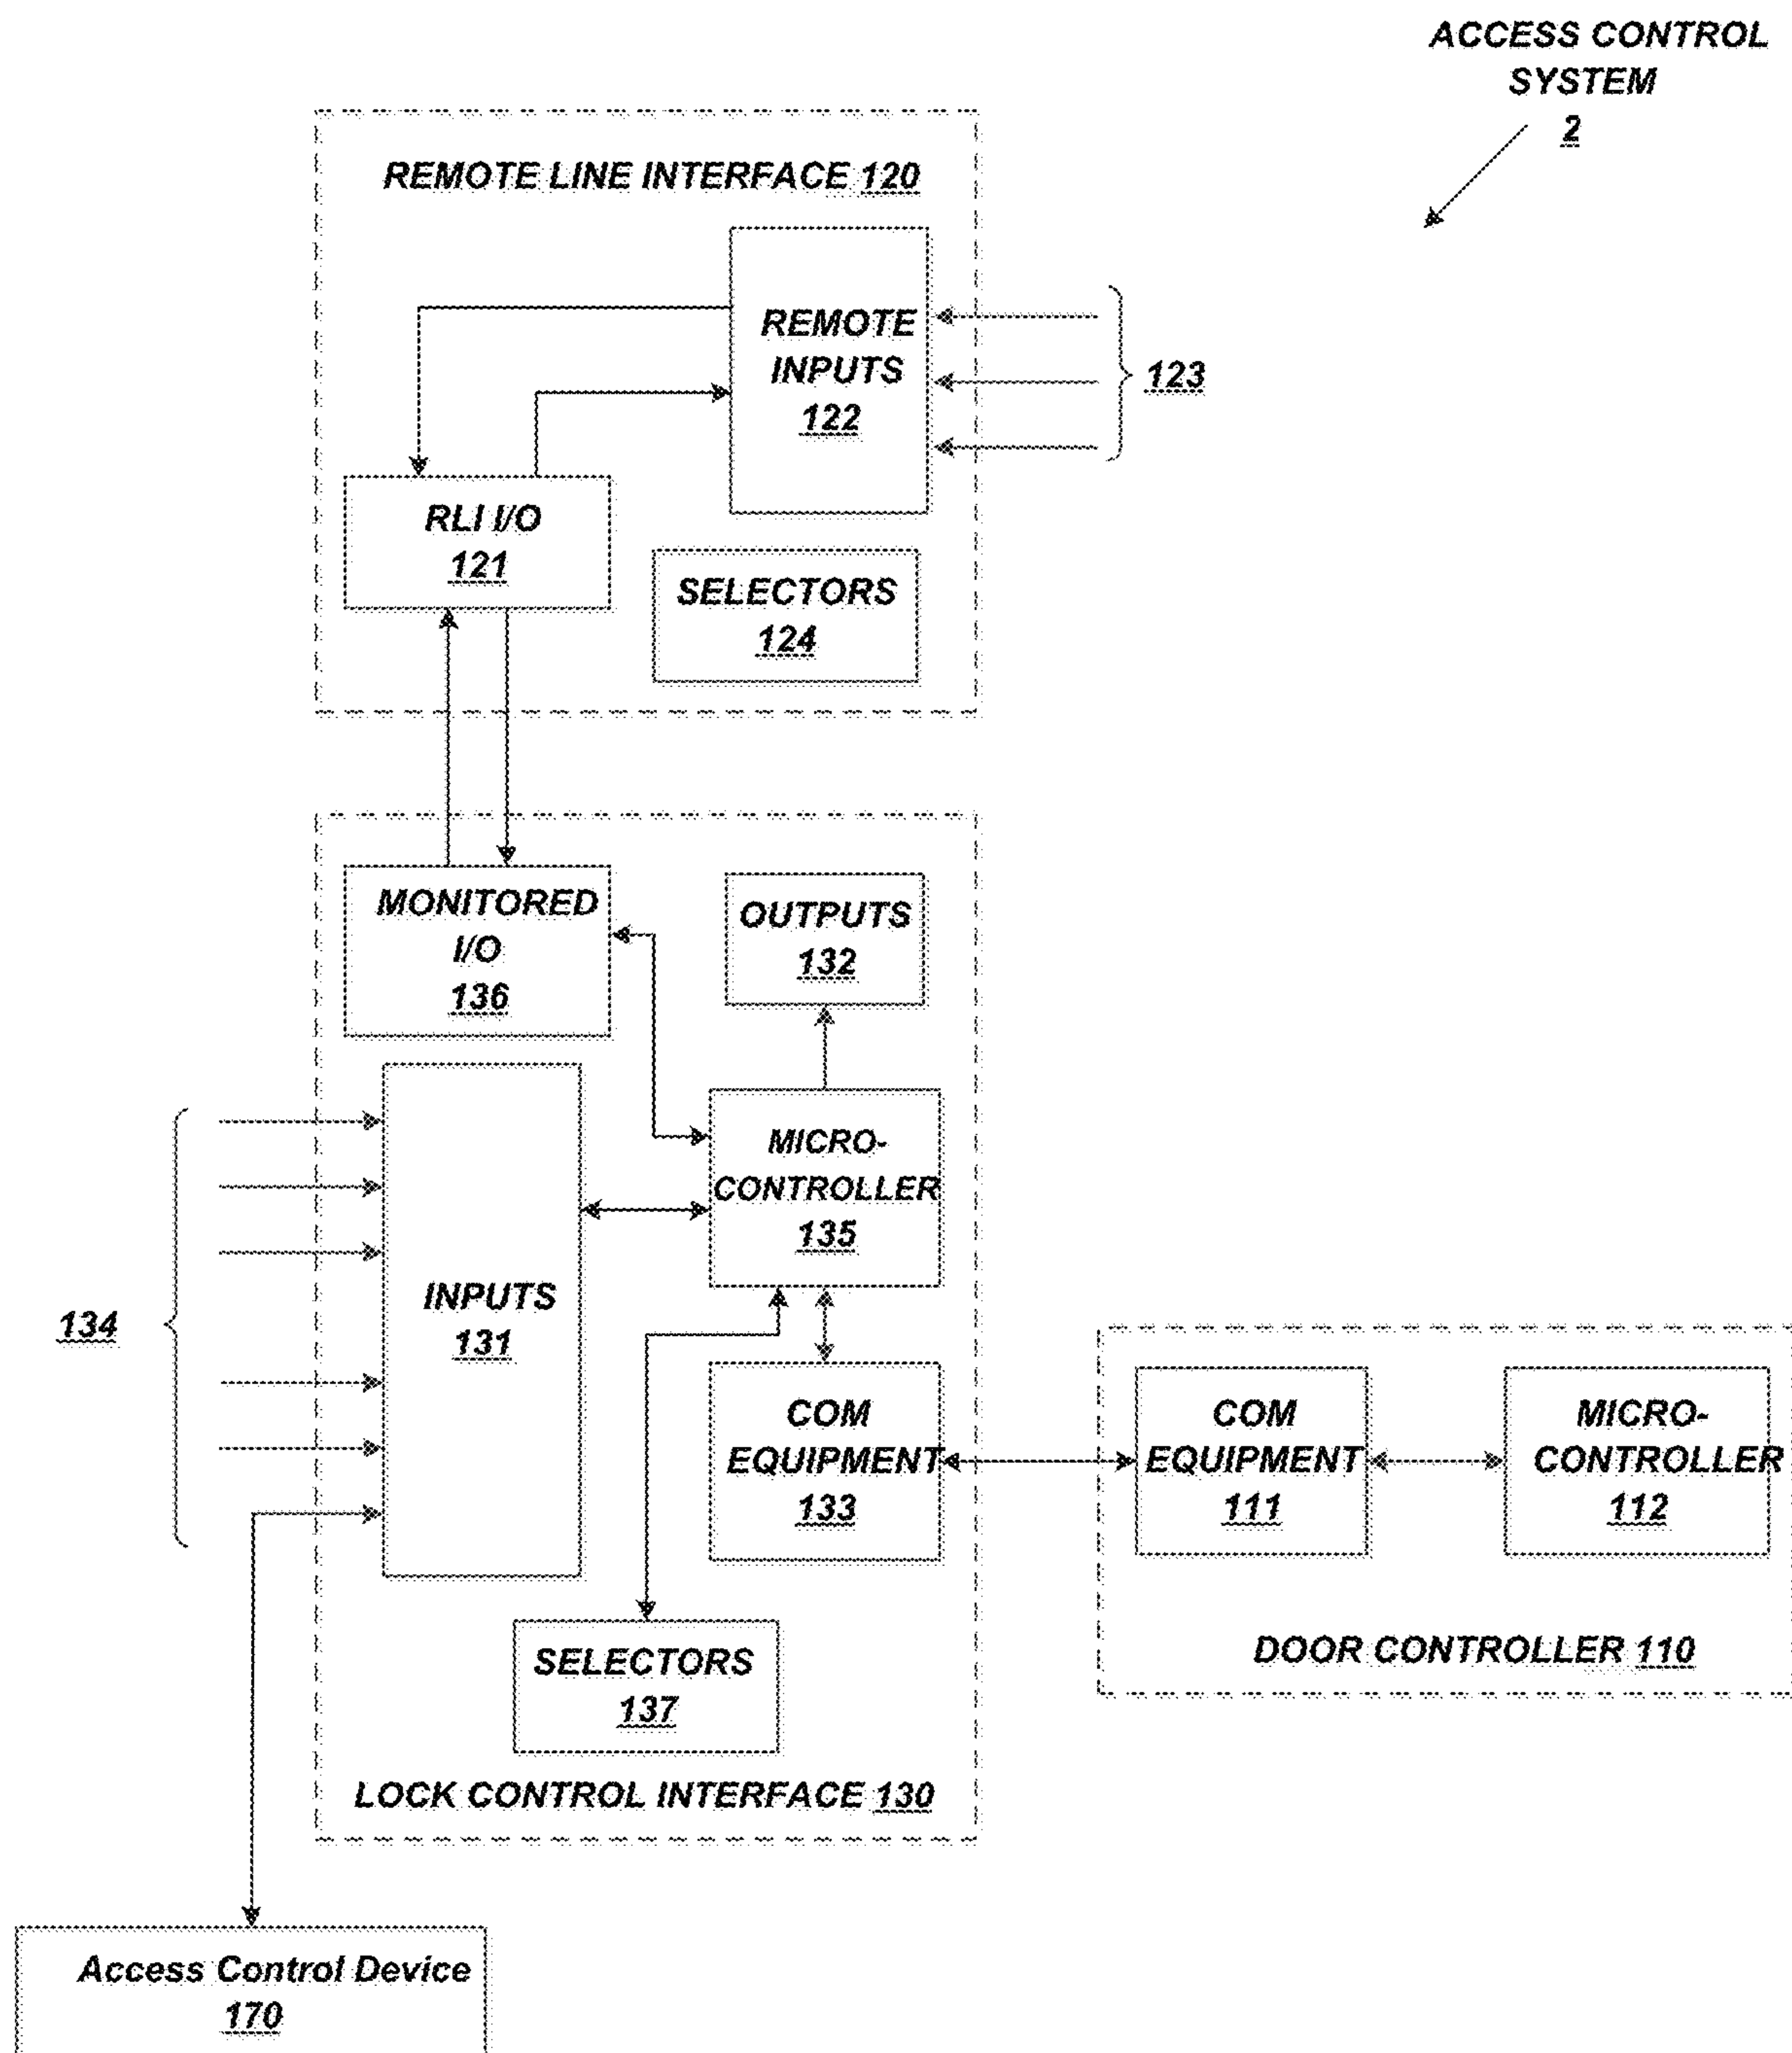 ACCESS CONTROL
SYSTEM
2
REMOTE LINE INTERFACE 120
REMOTE
INPUTS
122
123
RLI I/O
121
SELECTORS
124
MONITORED
I/O
136
OUTPUTS
132
MICRO-
CONTROLLER
135
INPUTS
131
134
COM
EQUIPMENT
133
COM
EQUIPMENT
111
MICRO-
CONTROLLER
112
DOOR CONTROLLER 110
SELECTORS
137
LOCK CONTROL INTERFACE 130
Access Control Device
170